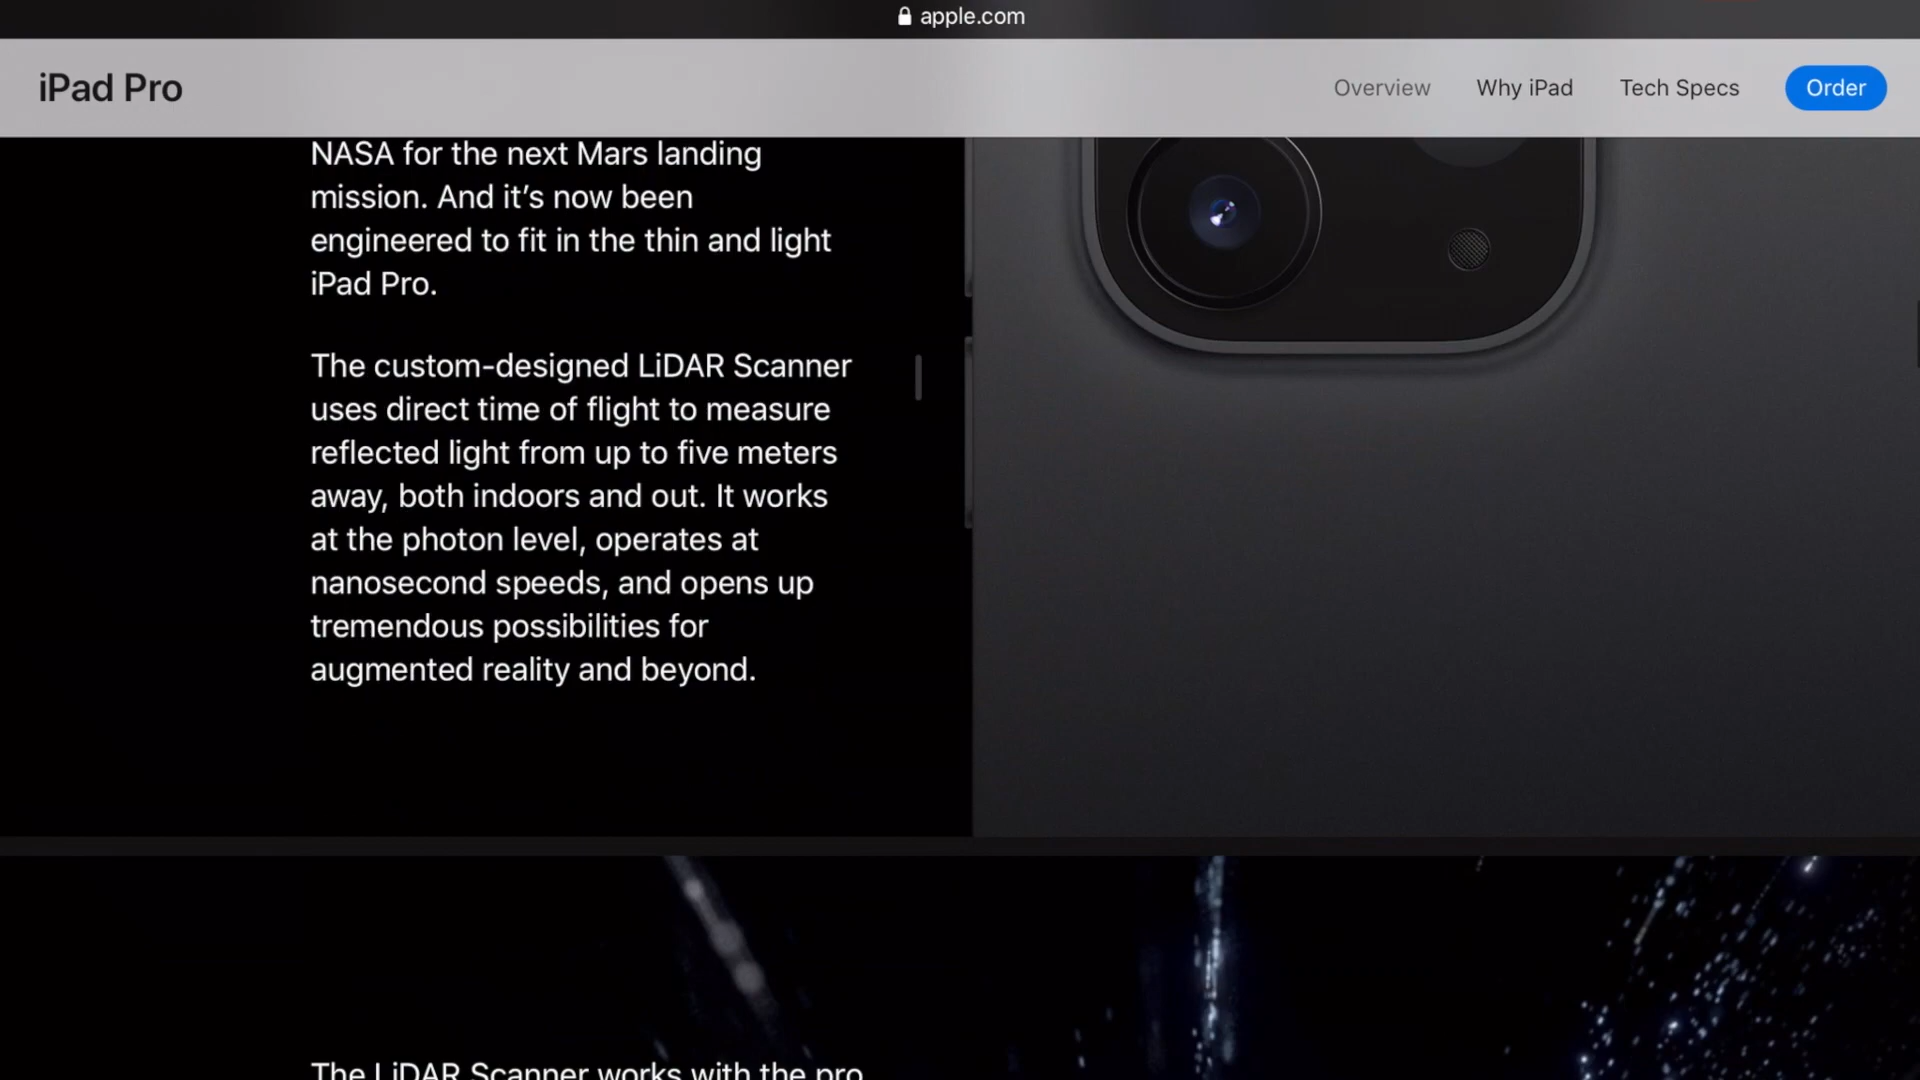 apple.com
iPad Pro
Overview
Why iPad
Tech Specs
Order
NASA for the next Mars landing
mission. And it’s now been
engineered to fit in the thin and light
iPad Pro.
The custom-designed LiDAR Scanner
uses direct time of flight to measure
reflected light from up to five meters
away, both indoors and out. It works
at the photon level, operates at
nanosecond speeds, and opens up
tremendous possibilities for
augmented reality and beyond.
The LiDAR Scanner works with the pro